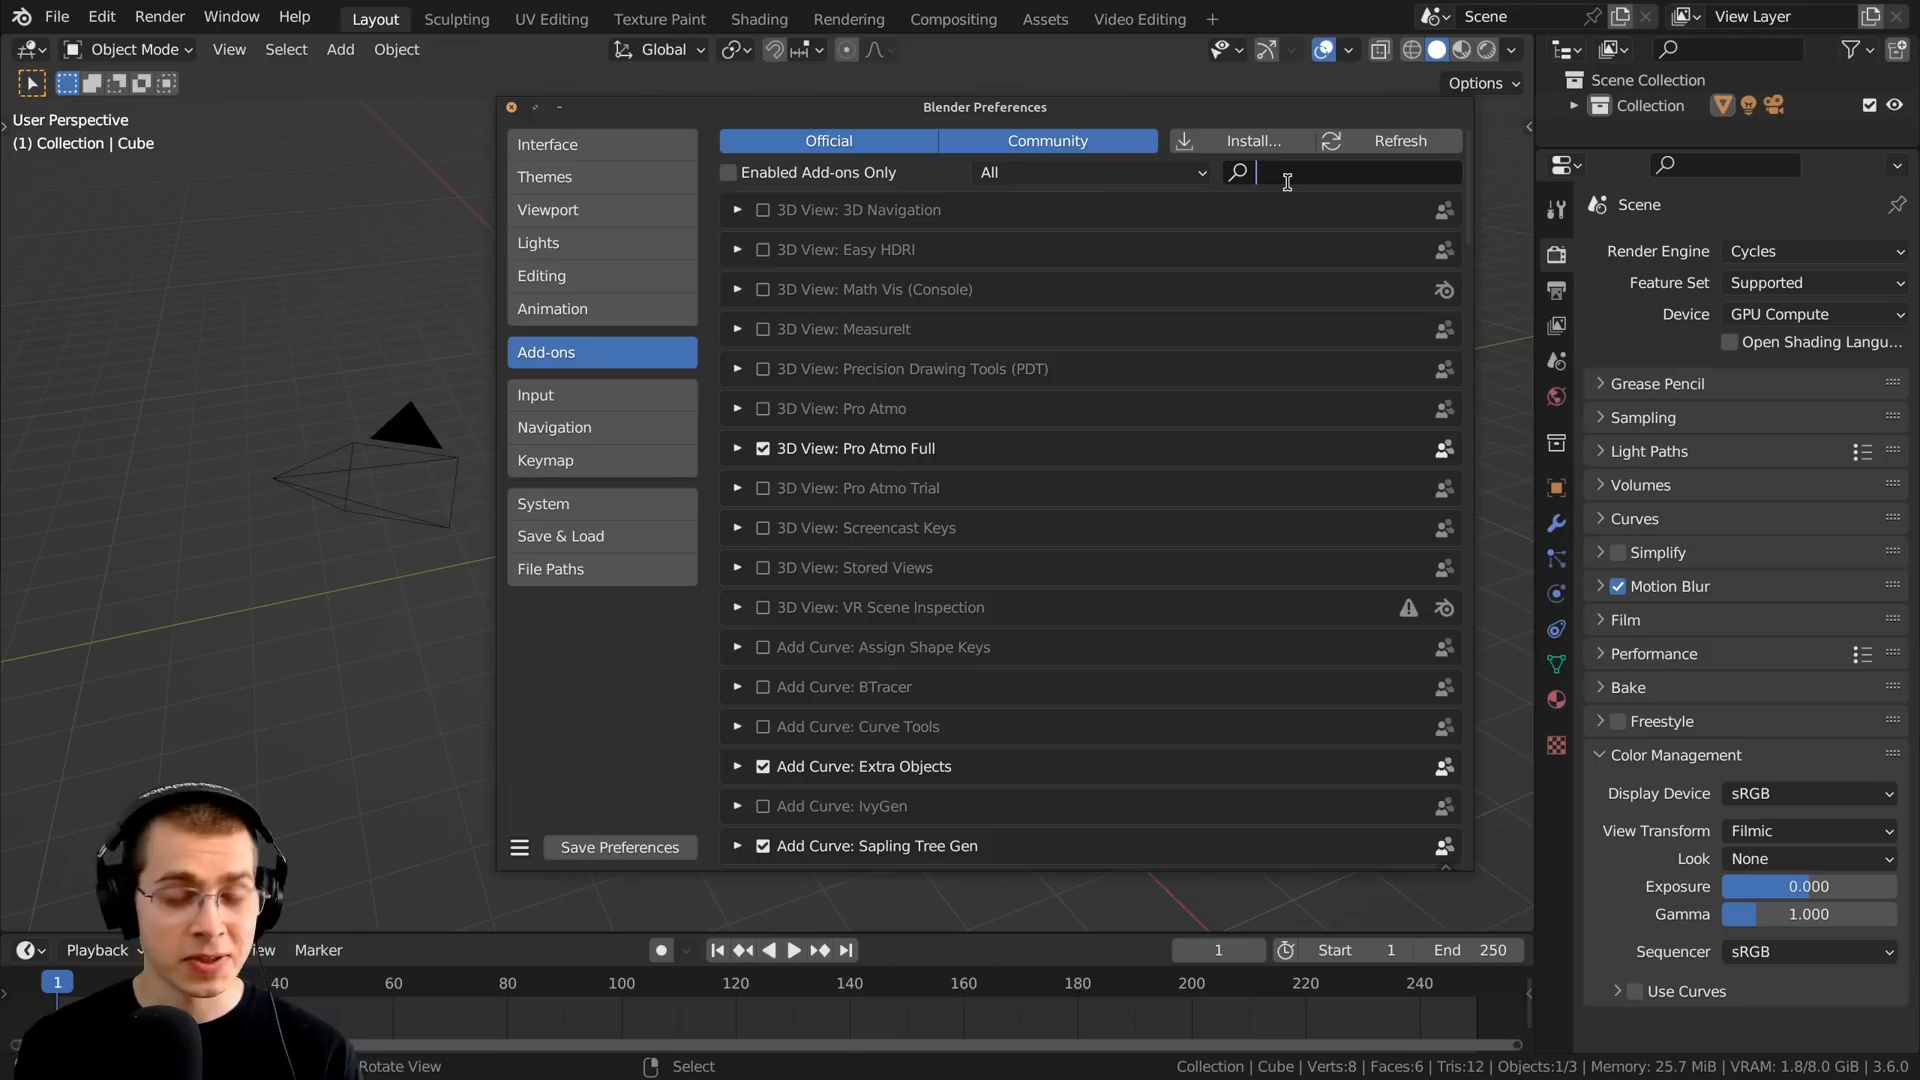 File Edit Render Window Help Layout Sculpting UV Editing Texture Paint Shading Rendering Compositing Assets Video Editing Scene View Layer
Object Mode View Select Add Object Global
Options
User Perspective
(1) Collection | Cube
Scene Collection
Collection
Blender Preferences
Interface
Themes
Viewport
Lights
Editing
Animation
Add-ons
Input
Navigation
Keymap
System
Save & Load
File Paths
Save Preferences
Official Community Install... Refresh
Enabled Add-ons Only All
3D View: 3D Navigation
3D View: Easy HDRI
3D View: Math Vis (Console)
3D View: MeasureIt
3D View: Precision Drawing Tools (PDT)
3D View: Pro Atmo
3D View: Pro Atmo Full
3D View: Pro Atmo Trial
3D View: Screencast Keys
3D View: Stored Views
3D View: VR Scene Inspection
Add Curve: Assign Shape Keys
Add Curve: BTracer
Add Curve: Curve Tools
Add Curve: Extra Objects
Add Curve: IvyGen
Add Curve: Sapling Tree Gen
Scene
Render Engine Cycles
Feature Set Supported
Device GPU Compute
Open Shading Langu...
Grease Pencil
Sampling
Light Paths
Volumes
Curves
Simplify
Motion Blur
Film
Performance
Bake
Freestyle
Color Management
Display Device sRGB
View Transform Filmic
Look None
Exposure 0.000
Gamma 1.000
Sequencer sRGB
Use Curves
Playback iew Marker 1 Start 1 End 250
1 40 60 80 100 120 140 160 180 200 220 240
Rotate View Select Collection | Cube | Verts:8 | Faces:6 | Tris:12 | Objects:1/3 | Memory: 25.7 MiB | VRAM: 1.8/8.0 GiB | 3.6.0